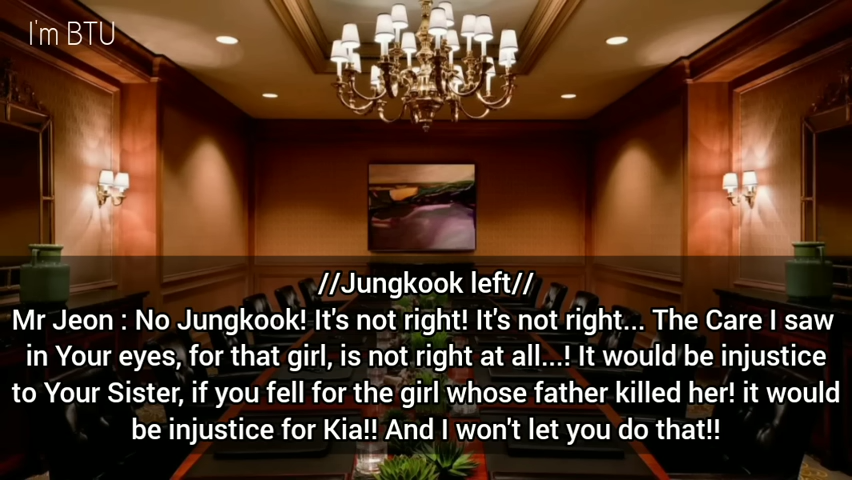 I'm BTU
//Jungkook left//
Mr Jeon : No Jungkook! It's not right! It's not right... The Care I saw
in Your eyes, for that girl, is not right at all...! It would be injustice
to Your Sister, if you fell for the girl whose father killed her! it would
be injustice for Kia!! And I won't let you do that!!